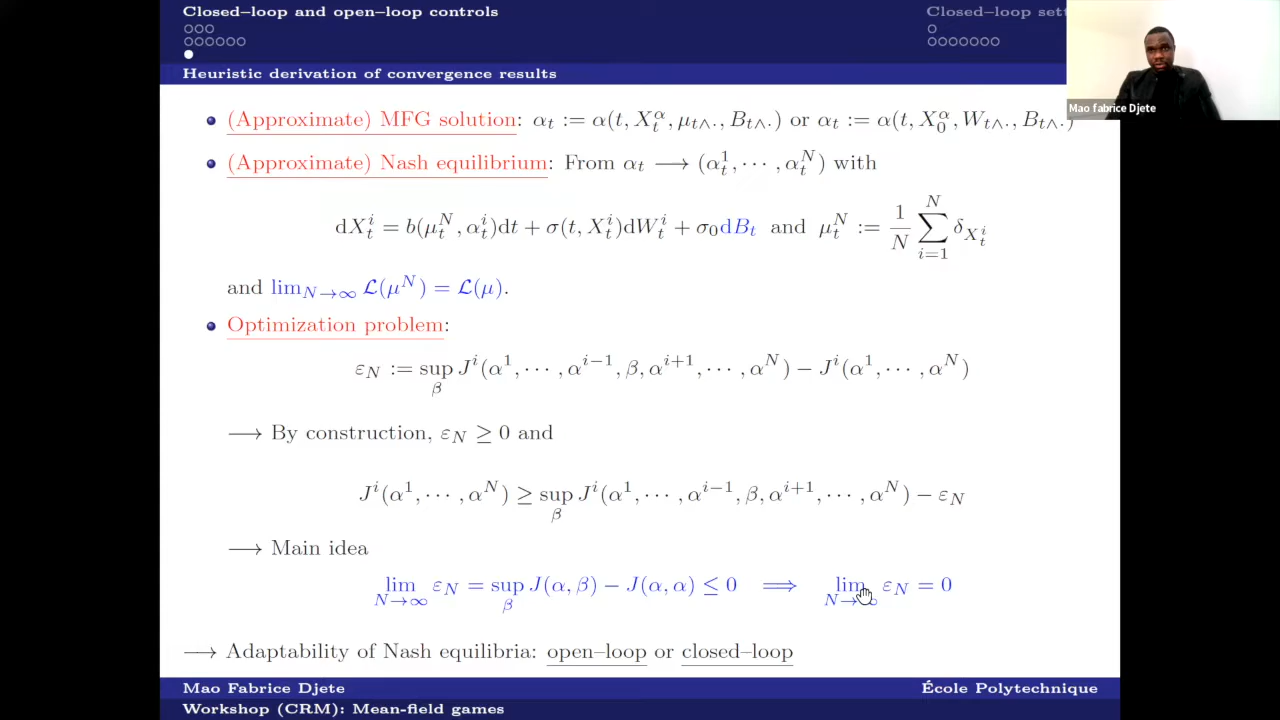 Closed–loop and open–loop controls
Closed–loop sett
Mao fabrice Djete
Heuristic derivation of convergence results
(Approximate) MFG solution: α_t := α(t, X_t^α, μ_{t∧·}, B_{t∧·}) or α_t := α(t, X_0^α, W_{t∧·}, B_{t∧·})
(Approximate) Nash equilibrium: From α_t ⟶ (α_t^1, ··· , α_t^N) with
dX_t^i = b(μ_t^N, α_t^i)dt + σ(t, X_t^i)dW_t^i + σ_0dB_t and μ_t^N := 1/N ∑_{i=1}^N δ_{X_t^i}
and lim_{N→∞} ℒ(μ^N) = ℒ(μ).
Optimization problem:
ε_N := sup_β J^i(α^1, ··· , α^{i−1}, β, α^{i+1}, ··· , α^N) − J^i(α^1, ··· , α^N)
⟶ By construction, ε_N ≥ 0 and
J^i(α^1, ··· , α^N) ≥ sup_β J^i(α^1, ··· , α^{i−1}, β, α^{i+1}, ··· , α^N) − ε_N
⟶ Main idea
lim_{N→∞} ε_N = sup_β J(α, β) − J(α, α) ≤ 0 ⟹ lim_{N→∞} ε_N = 0
⟶ Adaptability of Nash equilibria: open–loop or closed–loop
Mao Fabrice Djete
École Polytechnique
Workshop (CRM): Mean-field games